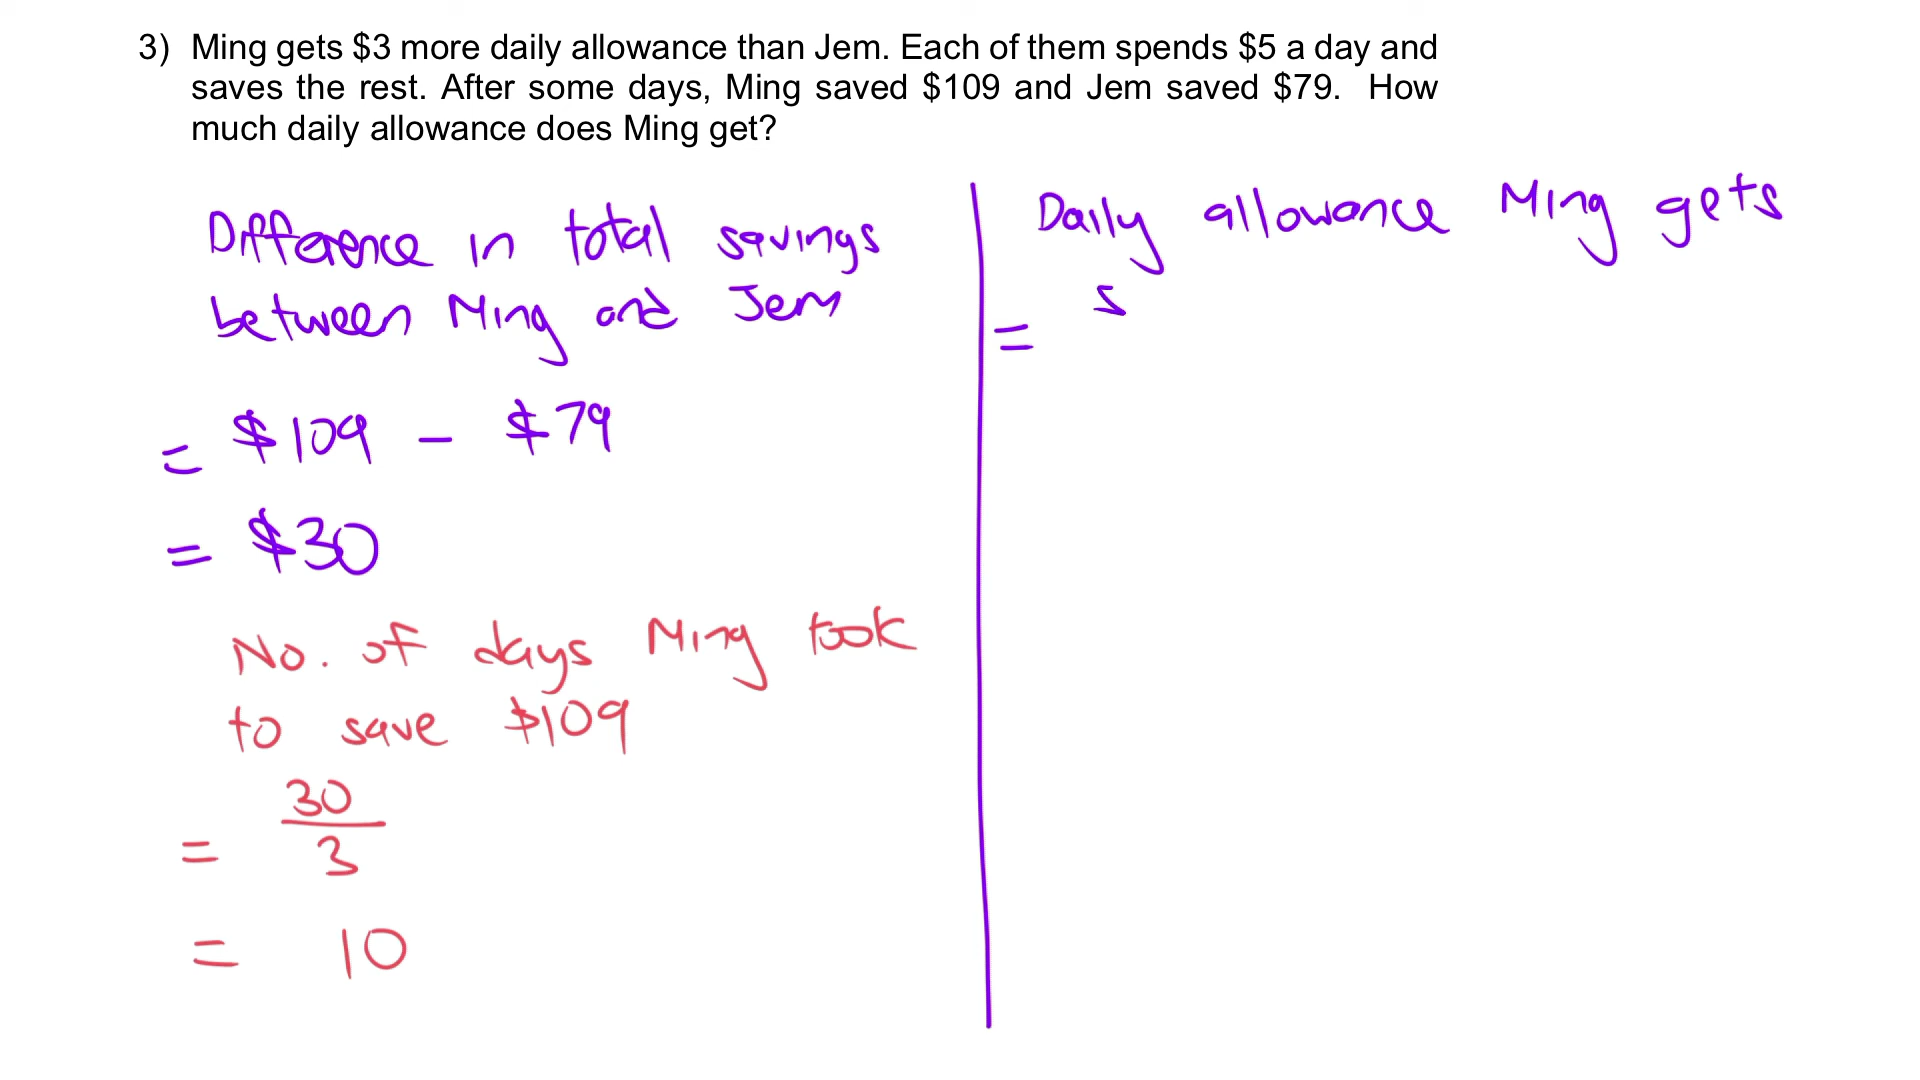 3) Ming gets $3 more daily allowance than Jem. Each of them spends $5 a day and
saves the rest. After some days, Ming saved $109 and Jem saved $79. How
much daily allowance does Ming get?
Difference in total savings
between Ming and Jem
= $109 - $79
= $30
No. of days Ming took
to save $109
= 30/3
= 10
Daily allowance Ming gets
=